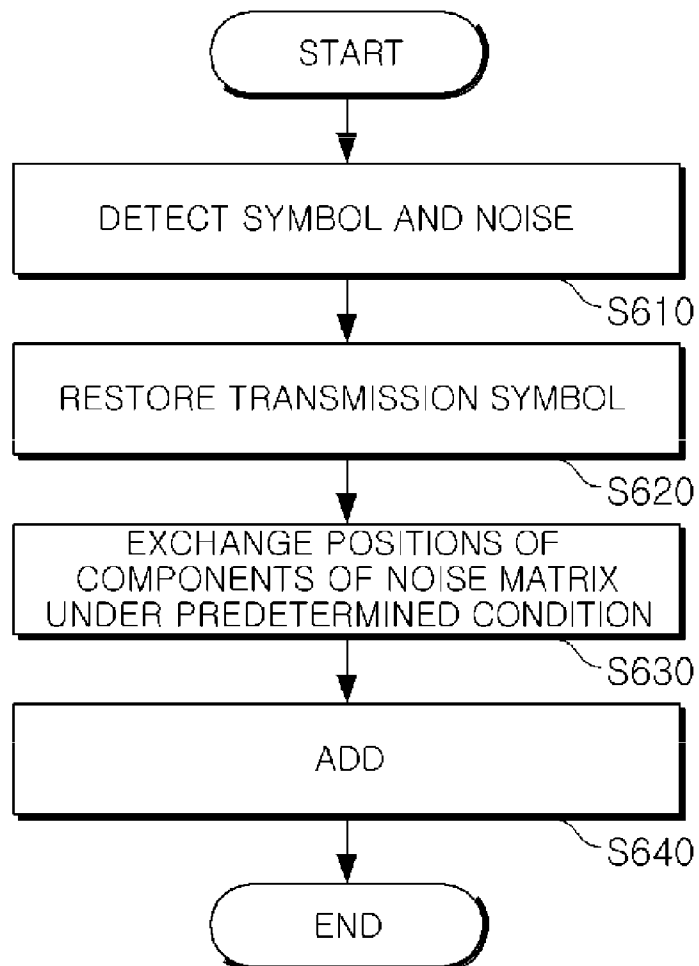 START
DETECT SYMBOL AND NOISE
S610
RESTORE TRANSMISSION SYMBOL
S620
EXCHANGE POSITIONS OF
COMPONENTS OF NOISE MATRIX
UNDER PREDETERMINED CONDITION
S630
ADD
S640
END